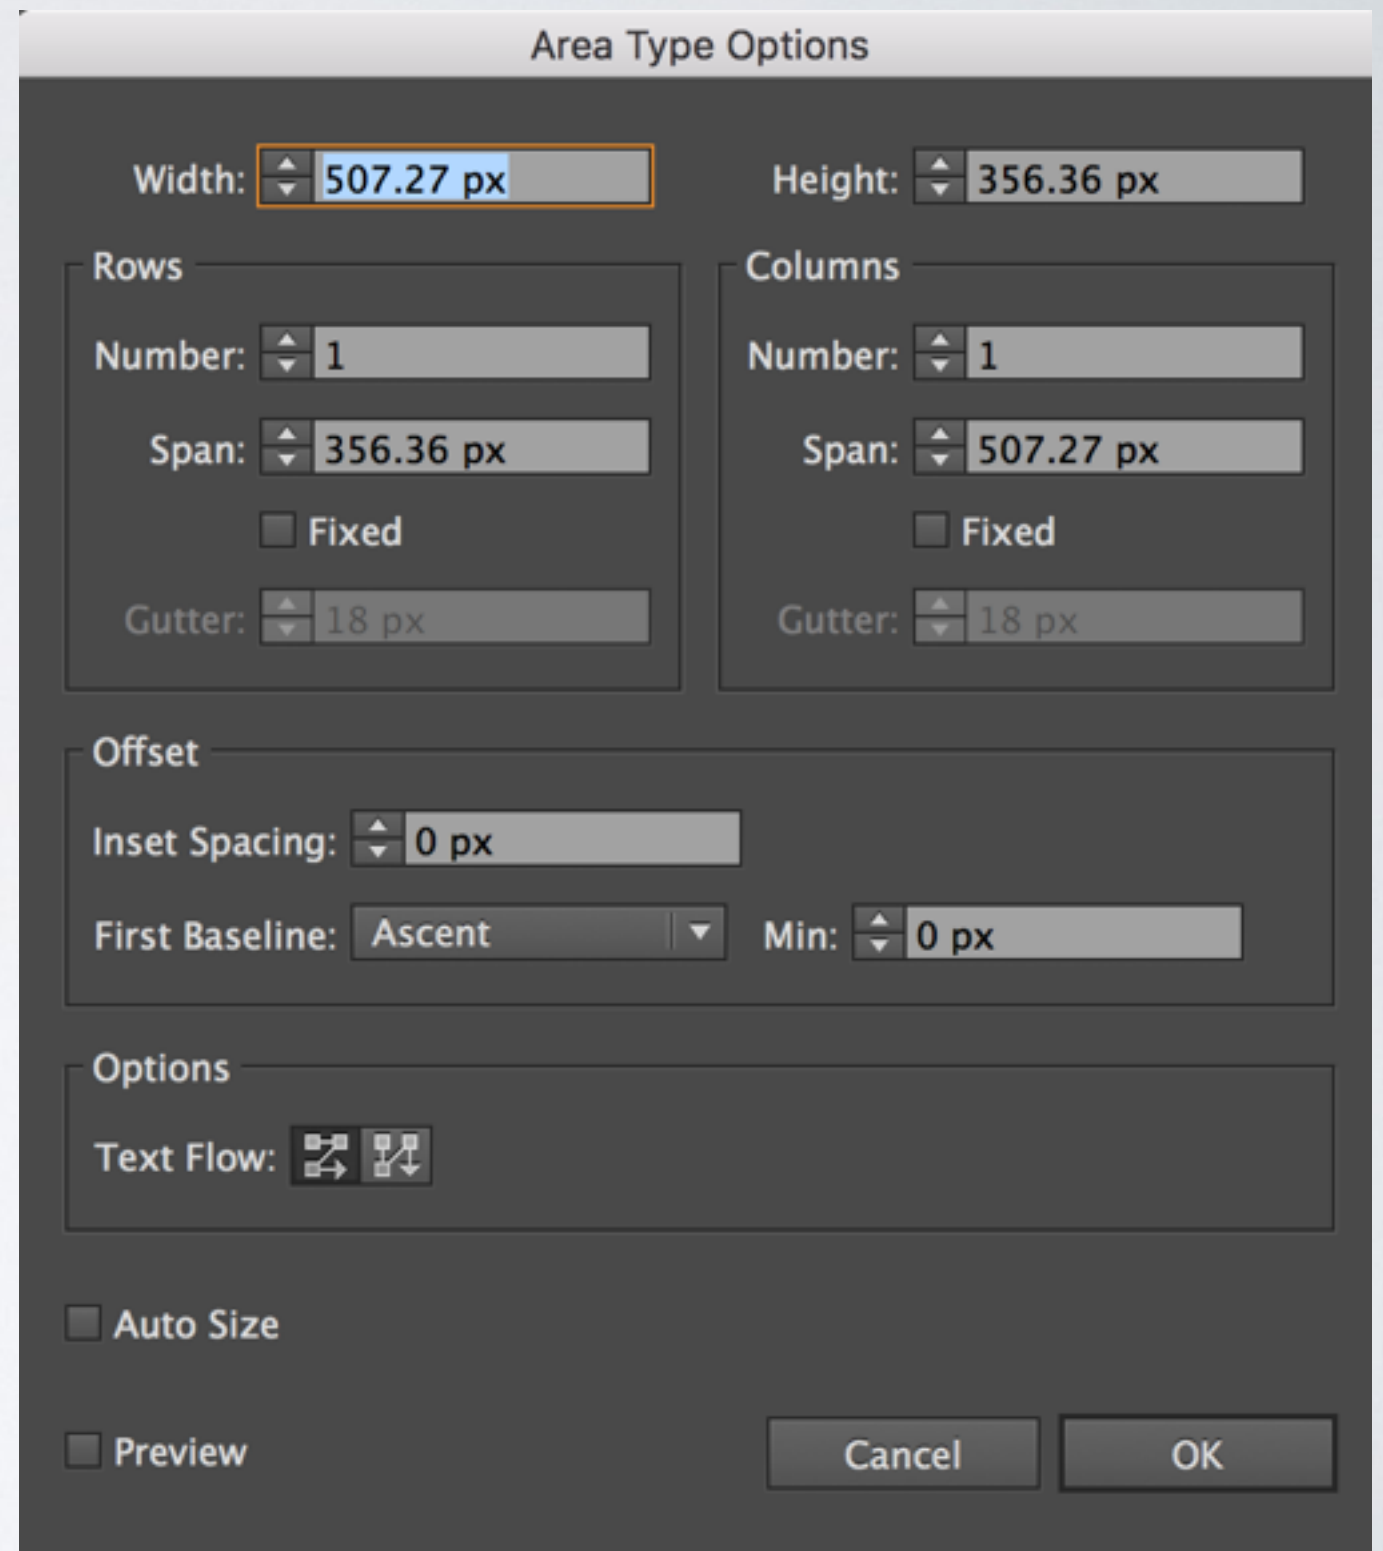 Area Type Options
Width: 507.27 px Height: 356.36 px
Rows Columns
Number: 1 Number: 1
Span: 356.36 px Span: 507.27 px
Fixed Fixed
Gutter: 18 px Gutter: 18 px
Offset
Inset Spacing: 0 px
First Baseline: Ascent Min: 0 px
Options
Text Flow:
Auto Size
Preview Cancel OK